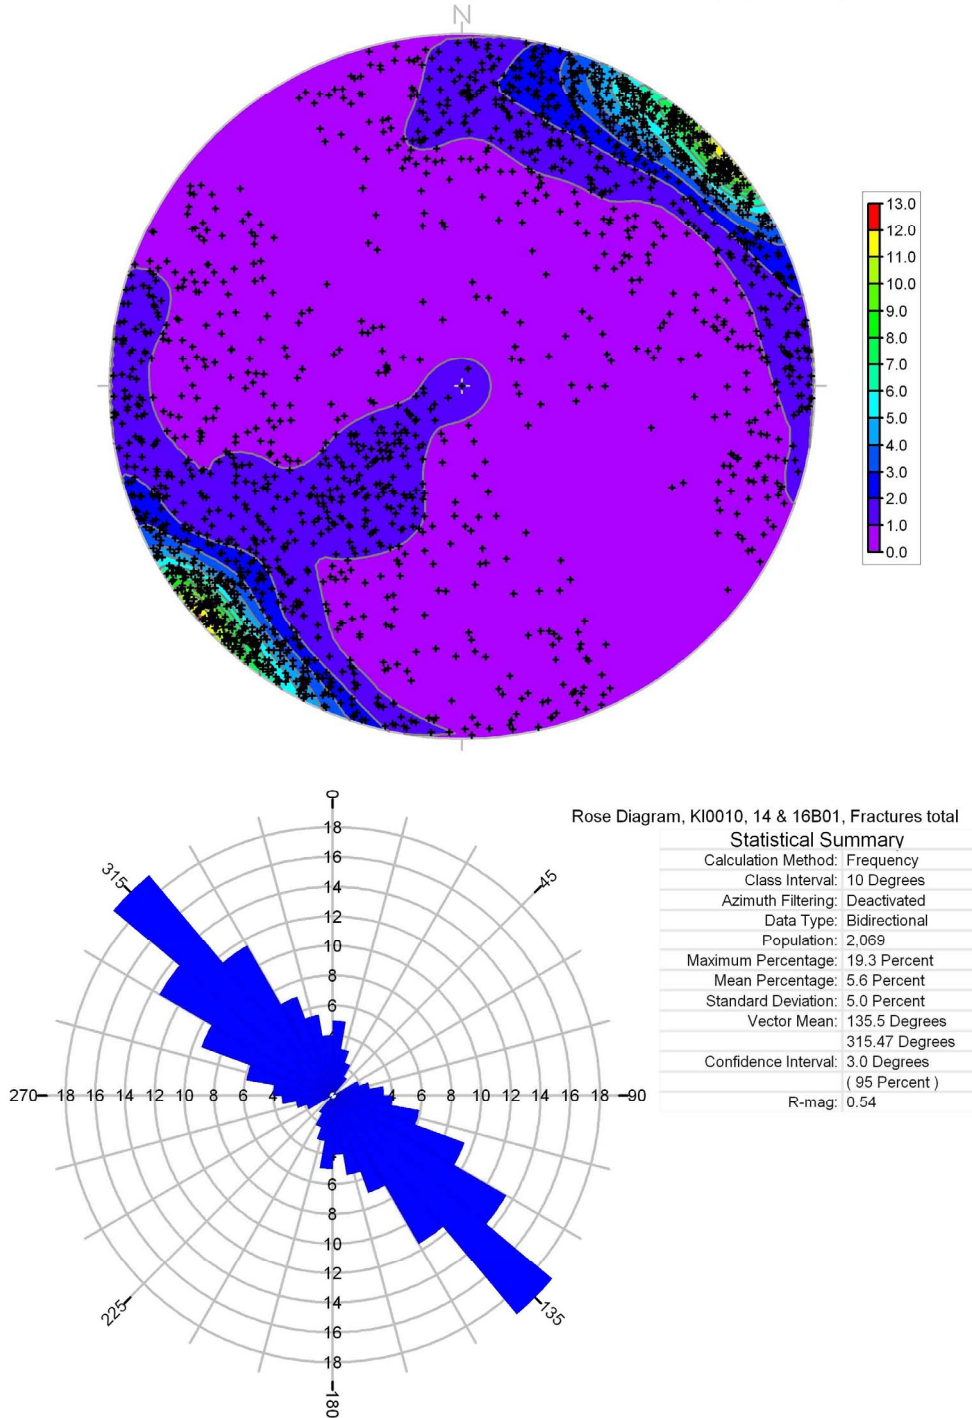 N
13.0
12.0
11.0
10.0
9.0
8.0
7.0
6.0
5.0
4.0
3.0
2.0
1.0
0.0
Rose Diagram, KI0010, 14 & 16B01, Fractures total
Statistical Summary
Calculation Method: Frequency
Class Interval: 10 Degrees
Azimuth Filtering: Deactivated
Data Type: Bidirectional
Population: 2,069
Maximum Percentage: 19.3 Percent
Mean Percentage: 5.6 Percent
Standard Deviation: 5.0 Percent
Vector Mean: 135.5 Degrees
315.47 Degrees
Confidence Interval: 3.0 Degrees
( 95 Percent )
R-mag: 0.54
0
18
16
14
12
10
8
6
315
45
270 18 16 14 12 10 8 6 4 4 6 8 10 12 14 16 18 90
6
8
10
12
14
16
18
225
135
180